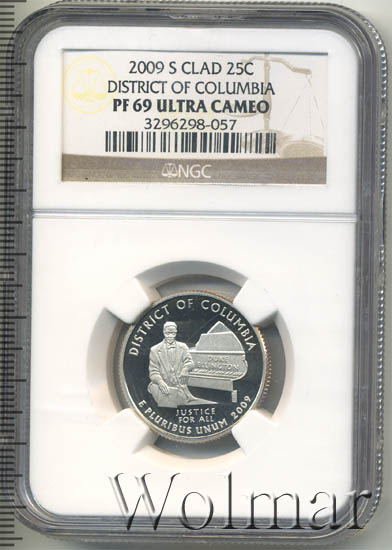 2009 S CLAD 25C
DISTRICT OF COLUMBIA
PF 69 ULTRA CAMEO
3296298-057
NGC
DISTRICT OF COLUMBIA
DUKE
ELLINGTON
JUSTICE
FOR ALL
E PLURIBUS UNUM 2009
Wolmar